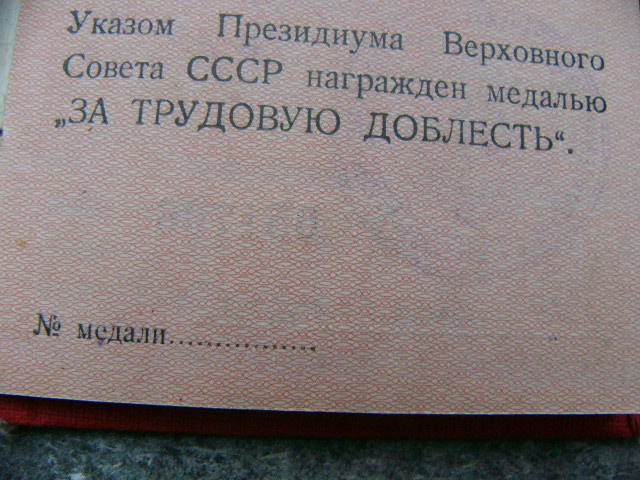 Указом Президиума Верховного
Совета СССР награжден медалью
„ЗА ТРУДОВУЮ ДОБЛЕСТЬ“.
№ медали................